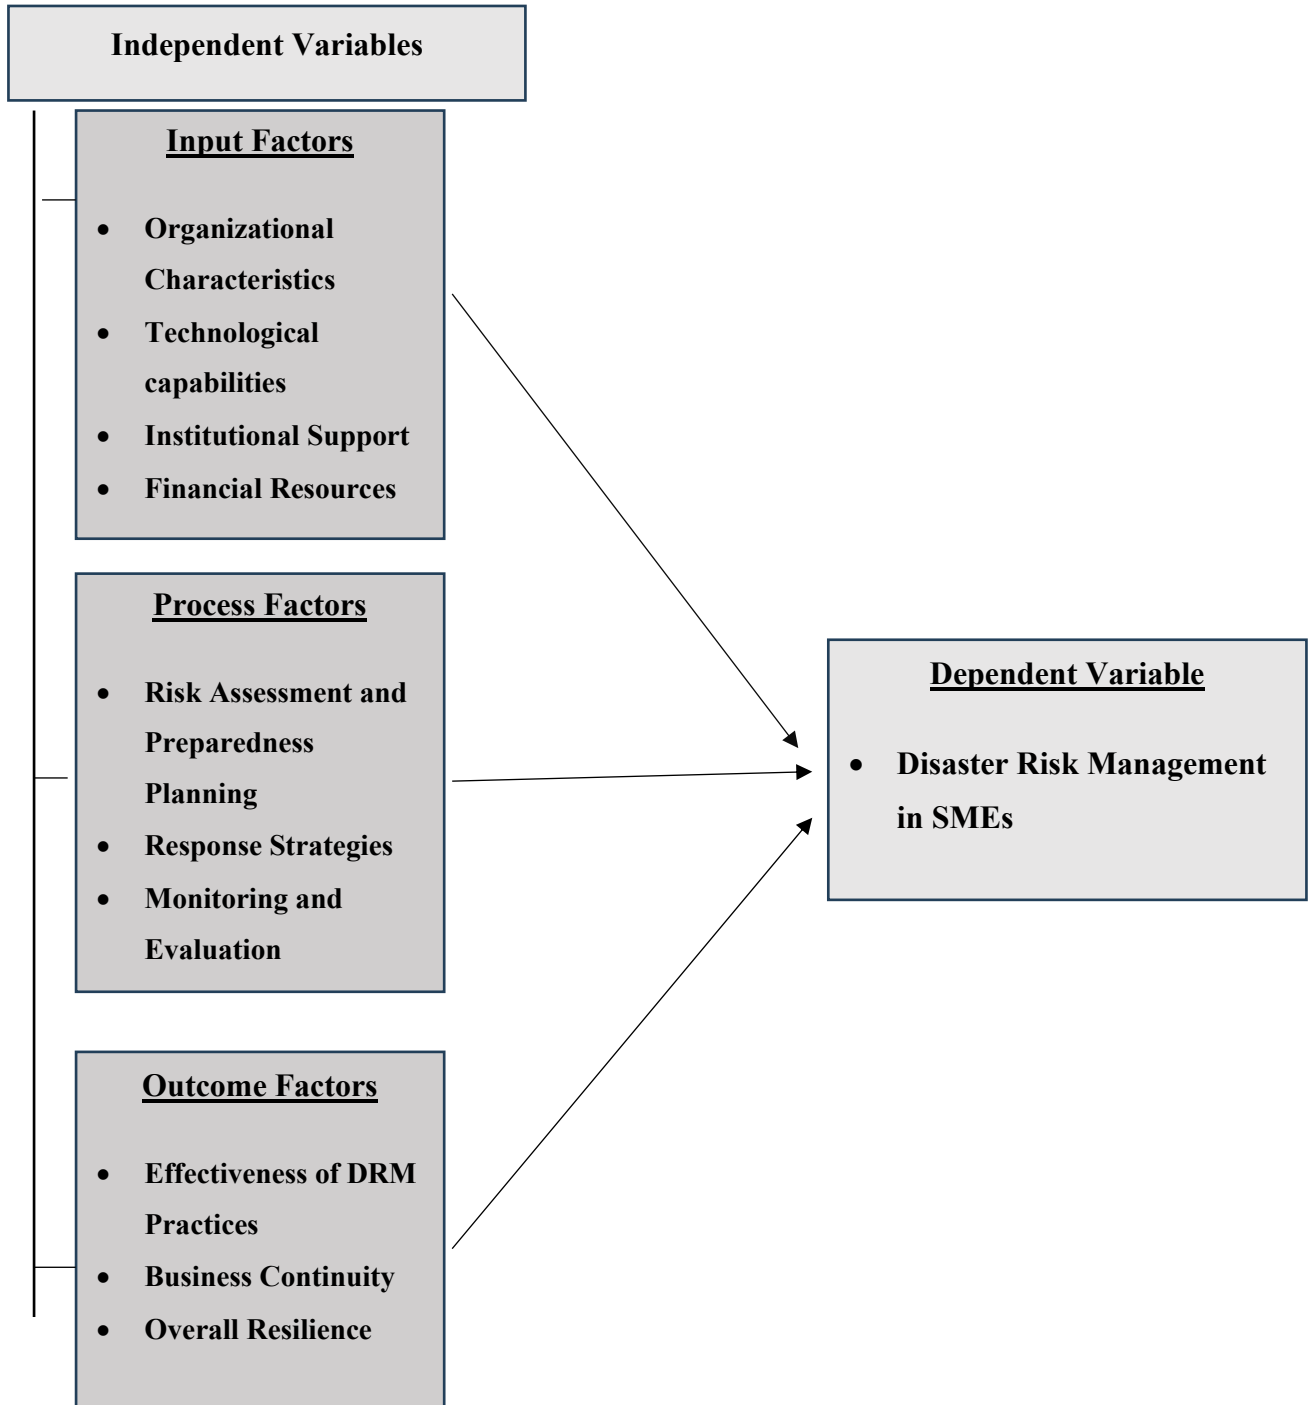 Independent Variables
Input Factors
• Organizational
Characteristics
• Technological
capabilities
• Institutional Support
• Financial Resources
Process Factors
• Risk Assessment and
Preparedness
Planning
• Response Strategies
• Monitoring and
Evaluation
Outcome Factors
• Effectiveness of DRM
Practices
• Business Continuity
• Overall Resilience
Dependent Variable
• Disaster Risk Management
in SMEs